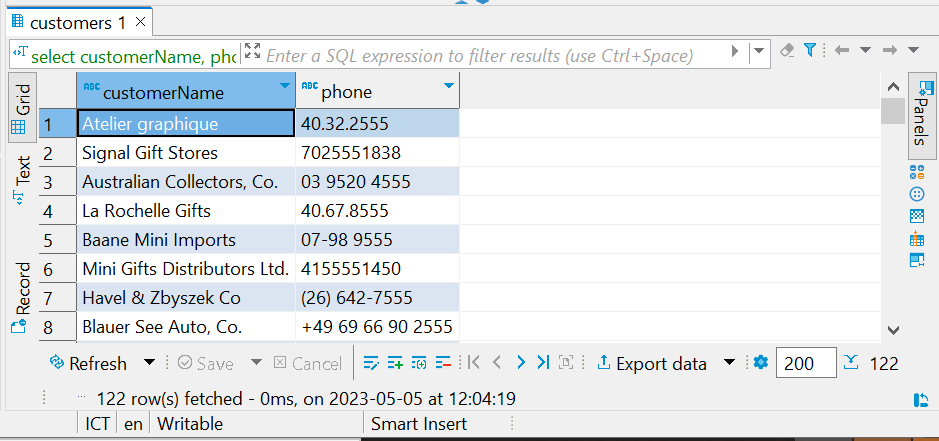 customers 1
select customerName, pho
Enter a SQL expression to filter results (use Ctrl+Space)
Grid
Text
Record
Panels
ABC customerName ABC phone
1 Atelier graphique 40.32.2555
2 Signal Gift Stores 7025551838
3 Australian Collectors, Co. 03 9520 4555
4 La Rochelle Gifts 40.67.8555
5 Baane Mini Imports 07-98 9555
6 Mini Gifts Distributors Ltd. 4155551450
7 Havel & Zbyszek Co (26) 642-7555
8 Blauer See Auto, Co. +49 69 66 90 2555
Refresh Save Cancel Export data 200 122
122 row(s) fetched - 0ms, on 2023-05-05 at 12:04:19
ICT en Writable Smart Insert